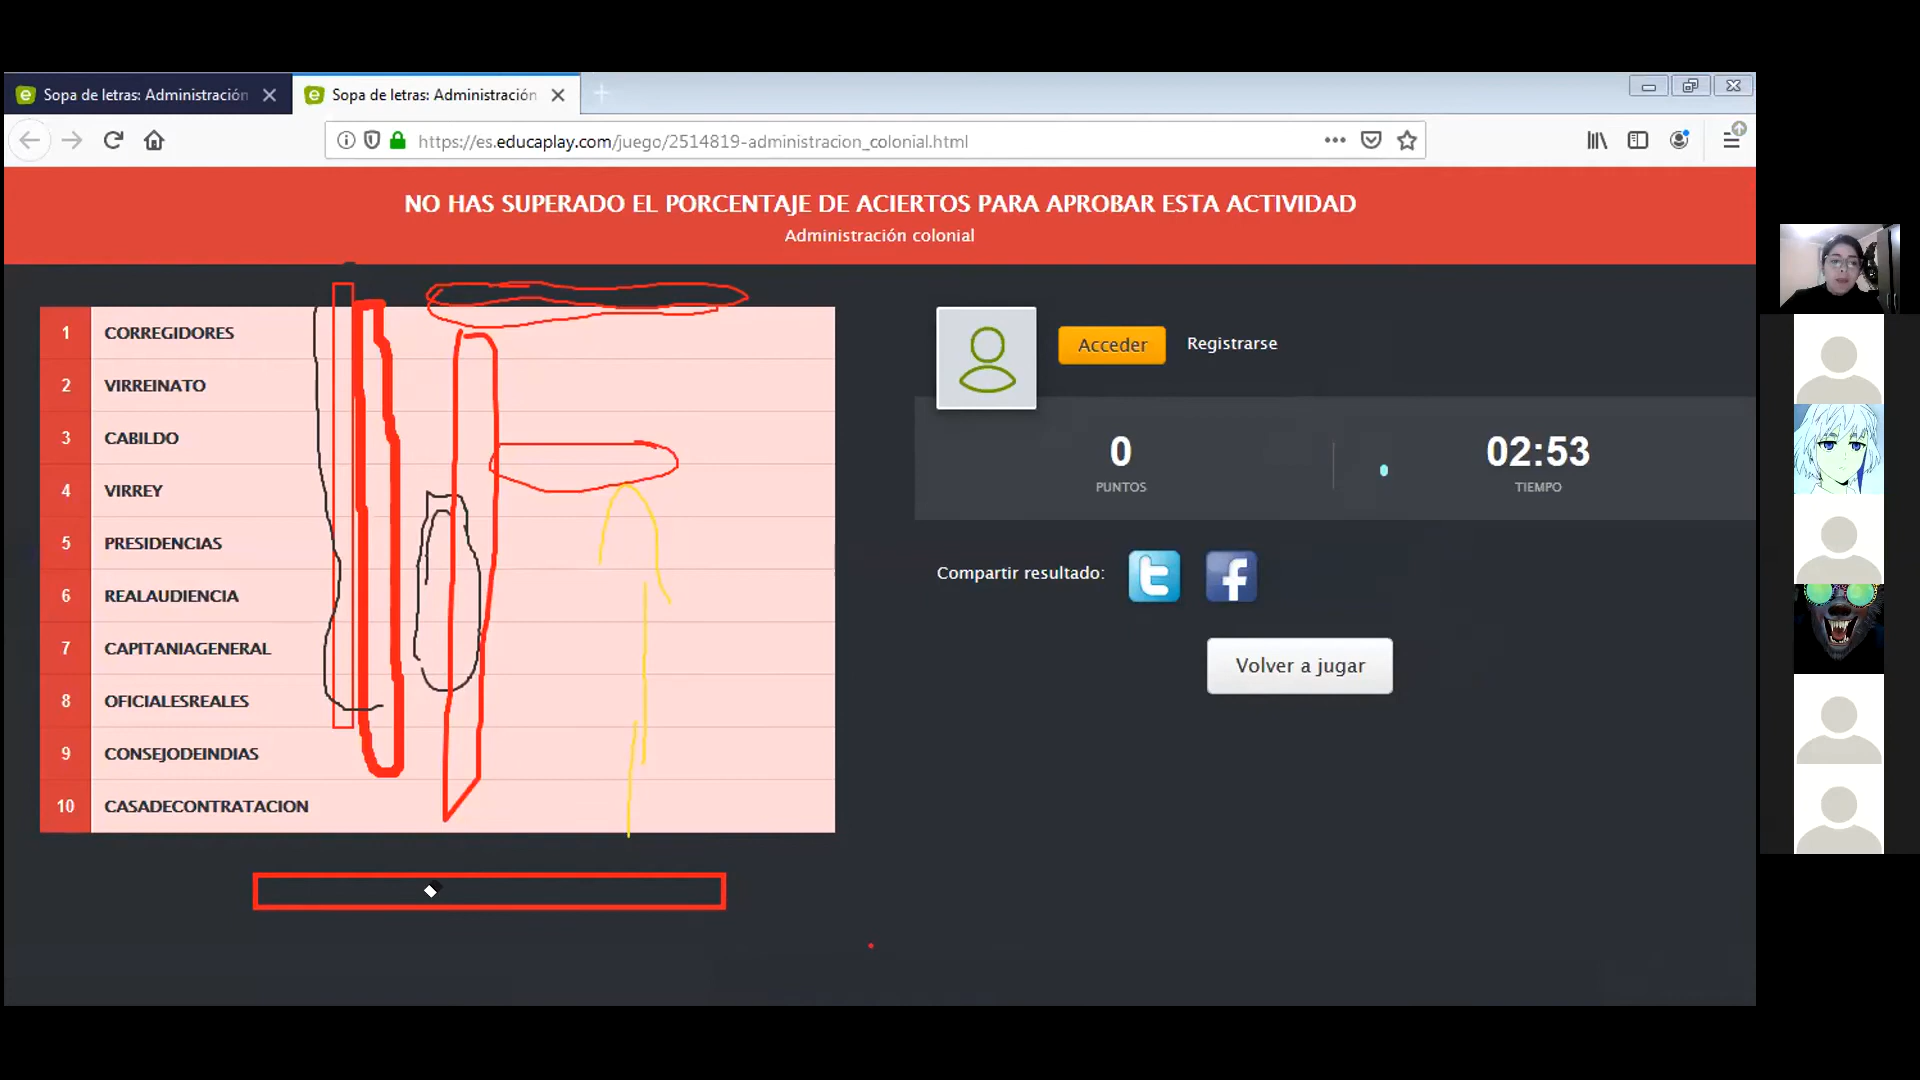 Sopa de letras: Administración
Sopa de letras: Administración
https://es.educaplay.com/juego/2514819-administracion_colonial.html
NO HAS SUPERADO EL PORCENTAJE DE ACIERTOS PARA APROBAR ESTA ACTIVIDAD
Administración colonial
1 CORREGIDORES
2 VIRREINATO
3 CABILDO
4 VIRREY
5 PRESIDENCIAS
6 REALAUDIENCIA
7 CAPITANIAGENERAL
8 OFICIALESREALES
9 CONSEJODEINDIAS
10 CASADECONTRATACION
Acceder Registrarse
0 02:53
PUNTOS TIEMPO
Compartir resultado:
Volver a jugar